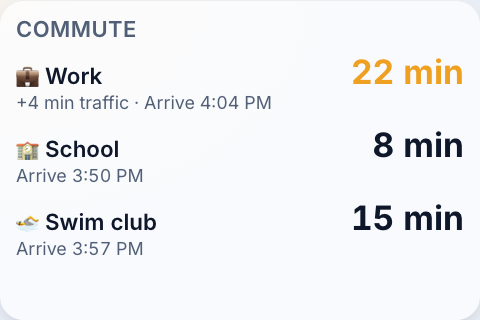 COMMUTE
Work
22 min
+4 min traffic · Arrive 4:04 PM
School
8 min
Arrive 3:50 PM
Swim club
15 min
Arrive 3:57 PM